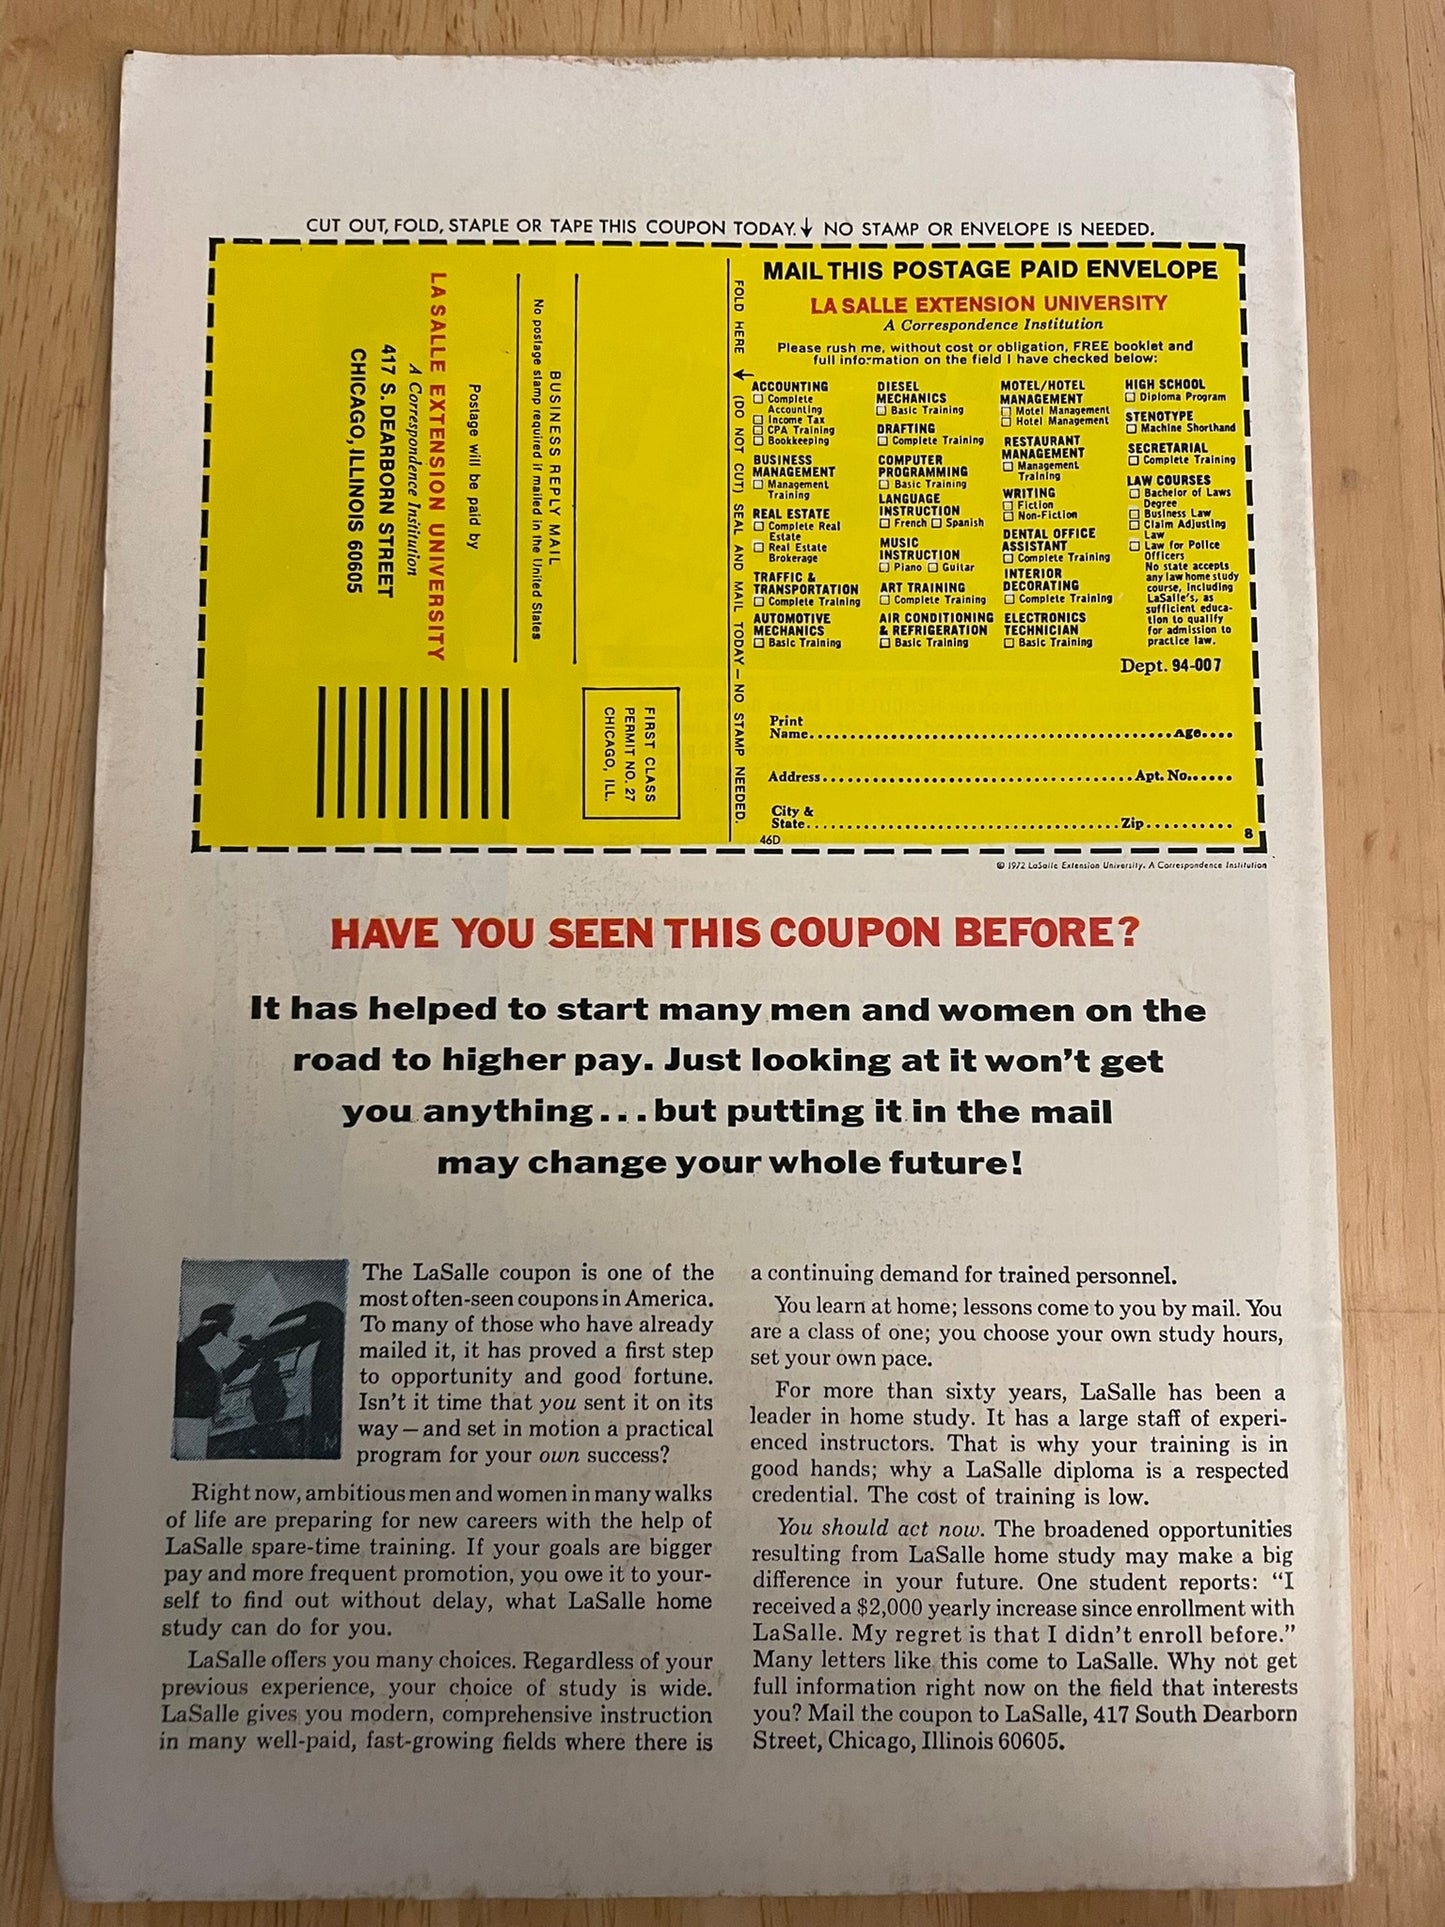 CUT OUT, FOLD, STAPLE OR TAPE THIS COUPON TODAY. ↓ NO STAMP OR ENVELOPE IS NEEDED.
LA SALLE EXTENSION UNIVERSITY
A Correspondence Institution
417 S. DEARBORN STREET
CHICAGO, ILLINOIS 60605
Postage will be paid by
BUSINESS REPLY MAIL
No postage stamp required if mailed in the United States
FIRST CLASS
PERMIT NO. 27
CHICAGO, ILL.
FOLD HERE ← (DO NOT CUT) SEAL AND MAIL TODAY — NO STAMP NEEDED.
MAIL THIS POSTAGE PAID ENVELOPE
LA SALLE EXTENSION UNIVERSITY
A Correspondence Institution
Please rush me, without cost or obligation, FREE booklet and
full information on the field I have checked below:
ACCOUNTING
☐ Complete
Accounting
☐ Income Tax
☐ CPA Training
☐ Bookkeeping
BUSINESS
MANAGEMENT
☐ Management
Training
REAL ESTATE
☐ Complete Real
Estate
☐ Real Estate
Brokerage
TRAFFIC &
TRANSPORTATION
☐ Complete Training
AUTOMOTIVE
MECHANICS
☐ Basic Training
DIESEL
MECHANICS
☐ Basic Training
DRAFTING
☐ Complete Training
COMPUTER
PROGRAMMING
☐ Basic Training
LANGUAGE
INSTRUCTION
☐ French ☐ Spanish
MUSIC
INSTRUCTION
☐ Piano ☐ Guitar
ART TRAINING
☐ Complete Training
AIR CONDITIONING
& REFRIGERATION
☐ Basic Training
MOTEL/HOTEL
MANAGEMENT
☐ Motel Management
☐ Hotel Management
RESTAURANT
MANAGEMENT
☐ Management
Training
WRITING
☐ Fiction
☐ Non-Fiction
DENTAL OFFICE
ASSISTANT
☐ Complete Training
INTERIOR
DECORATING
☐ Complete Training
ELECTRONICS
TECHNICIAN
☐ Basic Training
HIGH SCHOOL
☐ Diploma Program
STENOTYPE
☐ Machine Shorthand
SECRETARIAL
☐ Complete Training
LAW COURSES
☐ Bachelor of Laws
Degree
☐ Business Law
☐ Claim Adjusting
Law
☐ Law for Police
Officers
No state accepts
any law home study
course, including
LaSalle's, as
sufficient educa-
tion to qualify
for admission to
practice law.
Dept. 94-007
Print
Name..........Age....
Address..........Apt. No......
City &
State..........Zip..........
46D
8
© 1972 LaSalle Extension University. A Correspondence Institution
HAVE YOU SEEN THIS COUPON BEFORE?
It has helped to start many men and women on the
road to higher pay. Just looking at it won't get
you anything...but putting it in the mail
may change your whole future!
The LaSalle coupon is one of the
most often-seen coupons in America.
To many of those who have already
mailed it, it has proved a first step
to opportunity and good fortune.
Isn't it time that you sent it on its
way — and set in motion a practical
program for your own success?
Right now, ambitious men and women in many walks
of life are preparing for new careers with the help of
LaSalle spare-time training. If your goals are bigger
pay and more frequent promotion, you owe it to your-
self to find out without delay, what LaSalle home
study can do for you.
LaSalle offers you many choices. Regardless of your
previous experience, your choice of study is wide.
LaSalle gives you modern, comprehensive instruction
in many well-paid, fast-growing fields where there is
a continuing demand for trained personnel.
You learn at home; lessons come to you by mail. You
are a class of one; you choose your own study hours,
set your own pace.
For more than sixty years, LaSalle has been a
leader in home study. It has a large staff of experi-
enced instructors. That is why your training is in
good hands; why a LaSalle diploma is a respected
credential. The cost of training is low.
You should act now. The broadened opportunities
resulting from LaSalle home study may make a big
difference in your future. One student reports: "I
received a $2,000 yearly increase since enrollment with
LaSalle. My regret is that I didn't enroll before."
Many letters like this come to LaSalle. Why not get
full information right now on the field that interests
you? Mail the coupon to LaSalle, 417 South Dearborn
Street, Chicago, Illinois 60605.